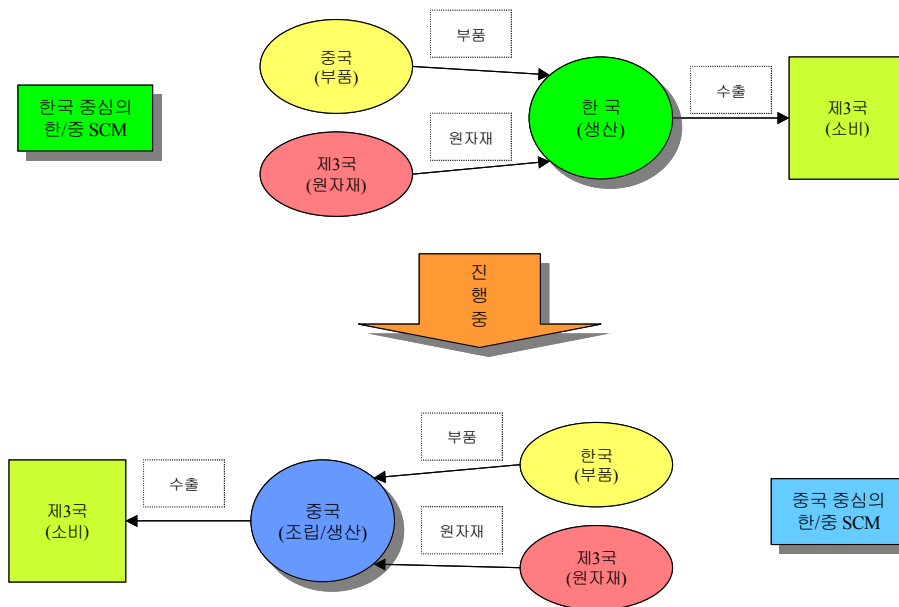 중국
(부품)
부품
한국 중심의
한/중 SCM
한 국
(생산)
수출
제3국
(소비)
원자재
제3국
(원자재)
진
행
중
부품
한국
(부품)
제3국
(소비)
수출
중국
(조립/생산)
중국 중심의
한/중 SCM
원자재
제3국
(원자재)